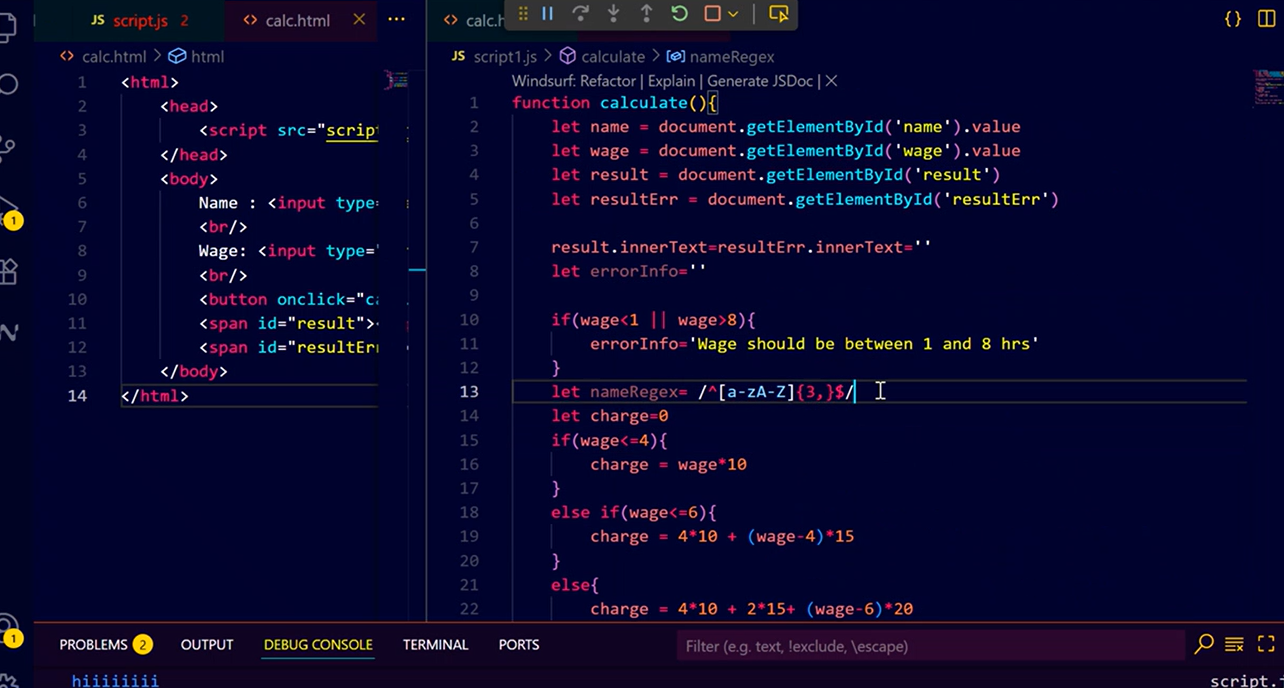 JS script.js 2
<> calc.html ×
...
<> calc.h
{}
<> calc.html > html
JS script1.js > calculate > nameRegex
1 <html>
2 <head>
3 <script src="script
4 </head>
5 <body>
6 Name : <input type=
7 <br/>
8 Wage: <input type="
9 <br/>
10 <button onclick="ca
11 <span id="result">
12 <span id="resultErr
13 </body>
14 </html>
Windsurf: Refactor | Explain | Generate JSDoc | ×
1 function calculate(){
2 let name = document.getElementById('name').value
3 let wage = document.getElementById('wage').value
4 let result = document.getElementById('result')
5 let resultErr = document.getElementById('resultErr')
6
7 result.innerText=resultErr.innerText=''
8 let errorInfo=''
9
10 if(wage<1 || wage>8){
11 errorInfo='Wage should be between 1 and 8 hrs'
12 }
13 let nameRegex= /^[a-zA-Z]{3,}$/
14 let charge=0
15 if(wage<=4){
16 charge = wage*10
17 }
18 else if(wage<=6){
19 charge = 4*10 + (wage-4)*15
20 }
21 else{
22 charge = 4*10 + 2*15+ (wage-6)*20
1
1
PROBLEMS 2 OUTPUT DEBUG CONSOLE TERMINAL PORTS
Filter (e.g. text, !exclude, \escape)
hiiiiiiii
script.